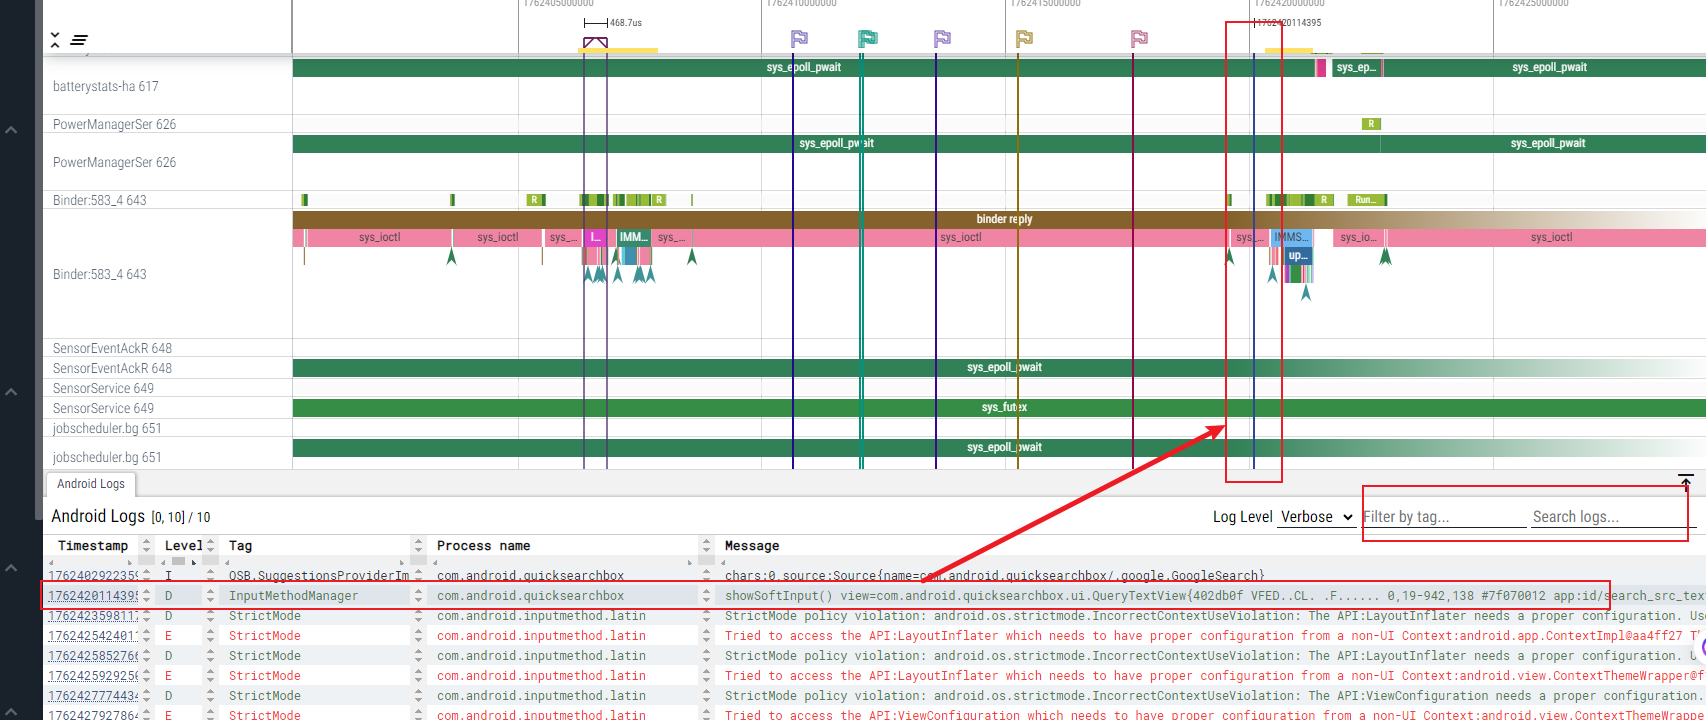 1762405000000 1762410000000 1762415000000 1762420000000 1762425000000
468.7us 1762420114395
sys_epoll_pwait sys_ep... sys_epoll_pwait
batterystats-ha 617
PowerManagerSer 626 R
sys_epoll_pwait sys_epoll_pwait
PowerManagerSer 626
Binder:583_4 643 R R R Run...
binder reply
sys_ioctl sys_ioctl sys_... I... IMM... sys_... sys_ioctl sys_... IMMS... sys_io... sys_ioctl
up...
Binder:583_4 643
SensorEventAckR 648
SensorEventAckR 648 sys_epoll_pwait
SensorService 649
SensorService 649 sys_futex
jobscheduler.bg 651
jobscheduler.bg 651 sys_epoll_pwait
Android Logs
Android Logs [0, 10] / 10 Log Level Verbose Filter by tag... Search logs...
Timestamp Level Tag Process name Message
1762402922359 I QSB.SuggestionsProviderIm com.android.quicksearchbox chars:0,source:Source{name=com.android.quicksearchbox/.google.GoogleSearch}
1762420114395 D InputMethodManager com.android.quicksearchbox showSoftInput() view=com.android.quicksearchbox.ui.QueryTextView{402db0f VFED..CL. .F...... 0,19-942,138 #7f070012 app:id/search_src_tex
1762423598117 D StrictMode com.android.inputmethod.latin StrictMode policy violation: android.os.strictmode.IncorrectContextUseViolation: The API:LayoutInflater needs a proper configuration. Us
1762425424017 E StrictMode com.android.inputmethod.latin Tried to access the API:LayoutInflater which needs to have proper configuration from a non-UI Context:android.app.ContextImpl@aa4ff27 T
1762425852766 D StrictMode com.android.inputmethod.latin StrictMode policy violation: android.os.strictmode.IncorrectContextUseViolation: The API:LayoutInflater needs a proper configuration. U
1762425929250 E StrictMode com.android.inputmethod.latin Tried to access the API:LayoutInflater which needs to have proper configuration from a non-UI Context:android.view.ContextThemeWrapper@f
1762427774434 D StrictMode com.android.inputmethod.latin StrictMode policy violation: android.os.strictmode.IncorrectContextUseViolation: The API:ViewConfiguration needs a proper configuration.
1762427927864 E StrictMode com.android.inputmethod.latin Tried to access the API:ViewConfiguration which needs to have proper configuration from a non-UI Context:android.view.ContextThemeWrappe